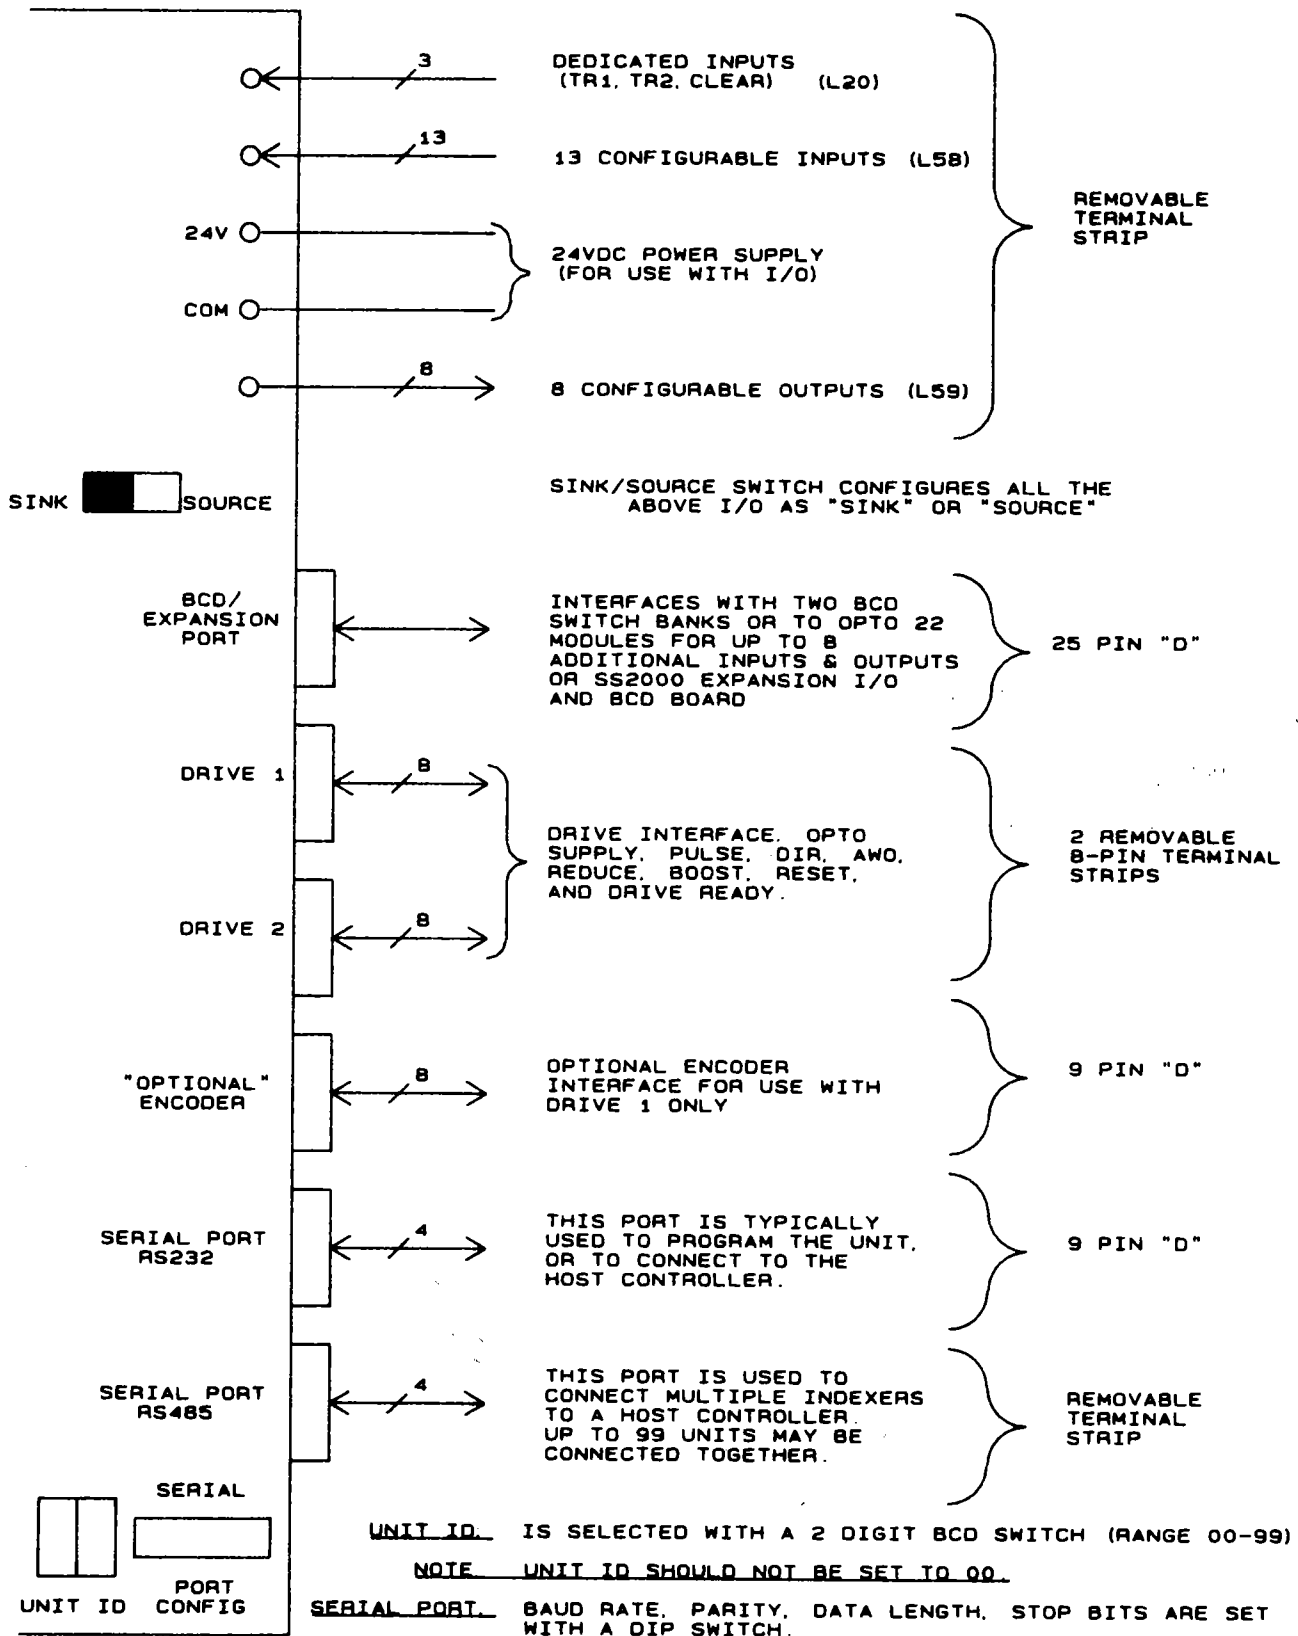 3
DEDICATED INPUTS
(TR1, TR2, CLEAR) (L20)
13
13 CONFIGURABLE INPUTS (L58)
REMOVABLE
TERMINAL
STRIP
24V
24VDC POWER SUPPLY
(FOR USE WITH I/O)
COM
8
8 CONFIGURABLE OUTPUTS (L59)
SINK
SOURCE
SINK/SOURCE SWITCH CONFIGURES ALL THE
ABOVE I/O AS "SINK" OR "SOURCE"
BCD/
EXPANSION
PORT
INTERFACES WITH TWO BCD
SWITCH BANKS OR TO OPTO 22
MODULES FOR UP TO 8
ADDITIONAL INPUTS & OUTPUTS
OR SS2000 EXPANSION I/O
AND BCD BOARD
25 PIN "D"
DRIVE 1
8
DRIVE INTERFACE, OPTO
SUPPLY, PULSE, DIR, AWO,
REDUCE, BOOST, RESET,
AND DRIVE READY.
2 REMOVABLE
8-PIN TERMINAL
STRIPS
DRIVE 2
8
"OPTIONAL"
ENCODER
8
OPTIONAL ENCODER
INTERFACE FOR USE WITH
DRIVE 1 ONLY
9 PIN "D"
SERIAL PORT
RS232
4
THIS PORT IS TYPICALLY
USED TO PROGRAM THE UNIT,
OR TO CONNECT TO THE
HOST CONTROLLER.
9 PIN "D"
SERIAL PORT
RS485
4
THIS PORT IS USED TO
CONNECT MULTIPLE INDEXERS
TO A HOST CONTROLLER.
UP TO 99 UNITS MAY BE
CONNECTED TOGETHER.
REMOVABLE
TERMINAL
STRIP
SERIAL
PORT
CONFIG
UNIT ID
UNIT ID. IS SELECTED WITH A 2 DIGIT BCD SWITCH (RANGE 00-99)
NOTE UNIT ID SHOULD NOT BE SET TO 00.
SERIAL PORT. BAUD RATE, PARITY, DATA LENGTH, STOP BITS ARE SET
WITH A DIP SWITCH.